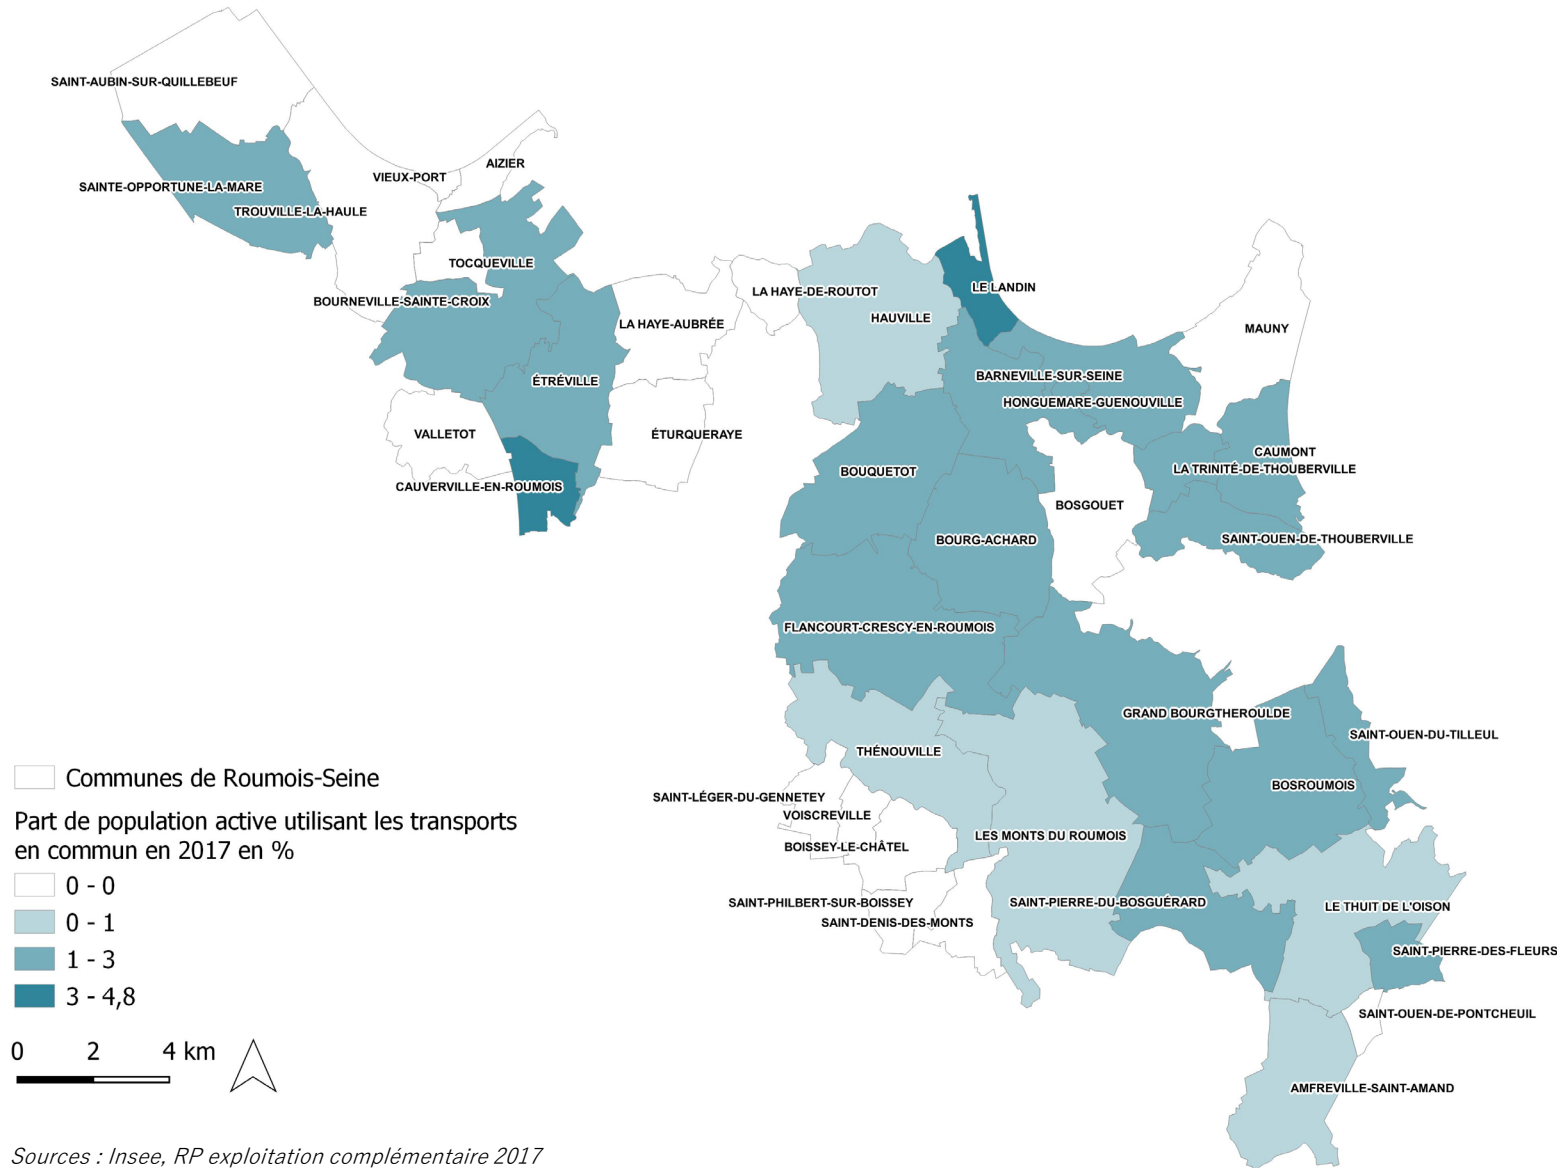 SAINT-AUBIN-SUR-QUILLEBEUF
AIZIER
VIEUX-PORT
SAINTE-OPPORTUNE-LA-MARE
TROUVILLE-LA-HAULE
TOCQUEVILLE
LE LANDIN
LA HAYE-DE-ROUTOT
BOURNEVILLE-SAINTE-CROIX
HAUVILLE
LA HAYE-AUBRÉE
MAUNY
BARNEVILLE-SUR-SEINE
ÉTRÉVILLE
HONGUEMARE-GUENOUVILLE
VALLETOT
ÉTURQUERAYE
CAUMONT
LA TRINITÉ-DE-THOUBERVILLE
BOUQUETOT
CAUVERVILLE-EN-ROUMOIS
BOSGOUET
SAINT-OUEN-DE-THOUBERVILLE
BOURG-ACHARD
FLANCOURT-CRESCY-EN-ROUMOIS
GRAND BOURGTHEROULDE
SAINT-OUEN-DU-TILLEUL
THÉNOUVILLE
BOSROUMOIS
SAINT-LÉGER-DU-GENNETEY
VOISCREVILLE
LES MONTS DU ROUMOIS
BOISSEY-LE-CHÂTEL
SAINT-PHILBERT-SUR-BOISSEY
SAINT-PIERRE-DU-BOSGUÉRARD
LE THUIT DE L'OISON
SAINT-DENIS-DES-MONTS
SAINT-PIERRE-DES-FLEURS
SAINT-OUEN-DE-PONTCHEUIL
AMFREVILLE-SAINT-AMAND
Communes de Roumois-Seine
Part de population active utilisant les transports
en commun en 2017 en %
0 - 0
0 - 1
1 - 3
3 - 4,8
0 2 4 km
Sources : Insee, RP exploitation complémentaire 2017